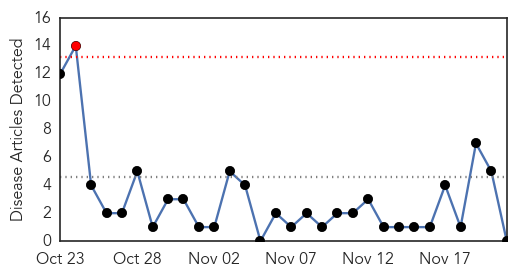 16
14
12
10
8
6
4
2
0
Disease Articles Detected
Oct 23
Oct 28
Nov 02
Nov 07
Nov 12
Nov 17